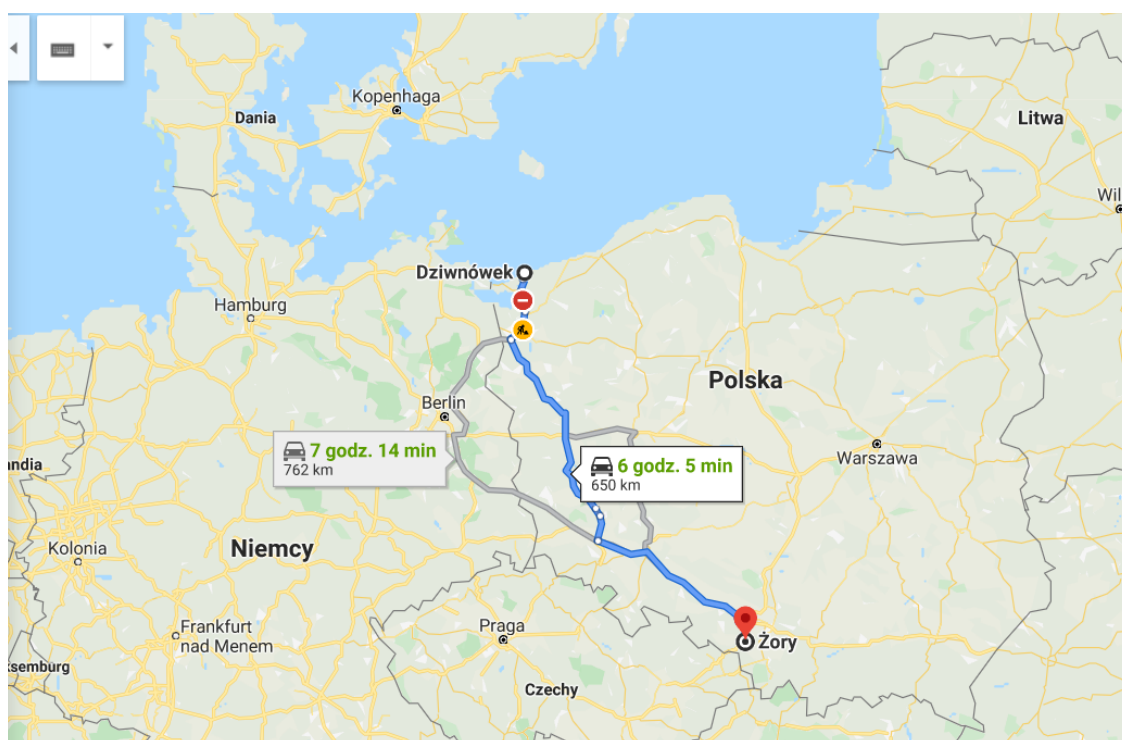 Kopenhaga
Dania
Litwa
Wil
Dziwnówek
Hamburg
Polska
Berlin
7 godz. 14 min
762 km
6 godz. 5 min
650 km
Warszawa
andia
Kolonia
Niemcy
Frankfurt
nad Menem
Praga
Żory
ksemburg
Czechy